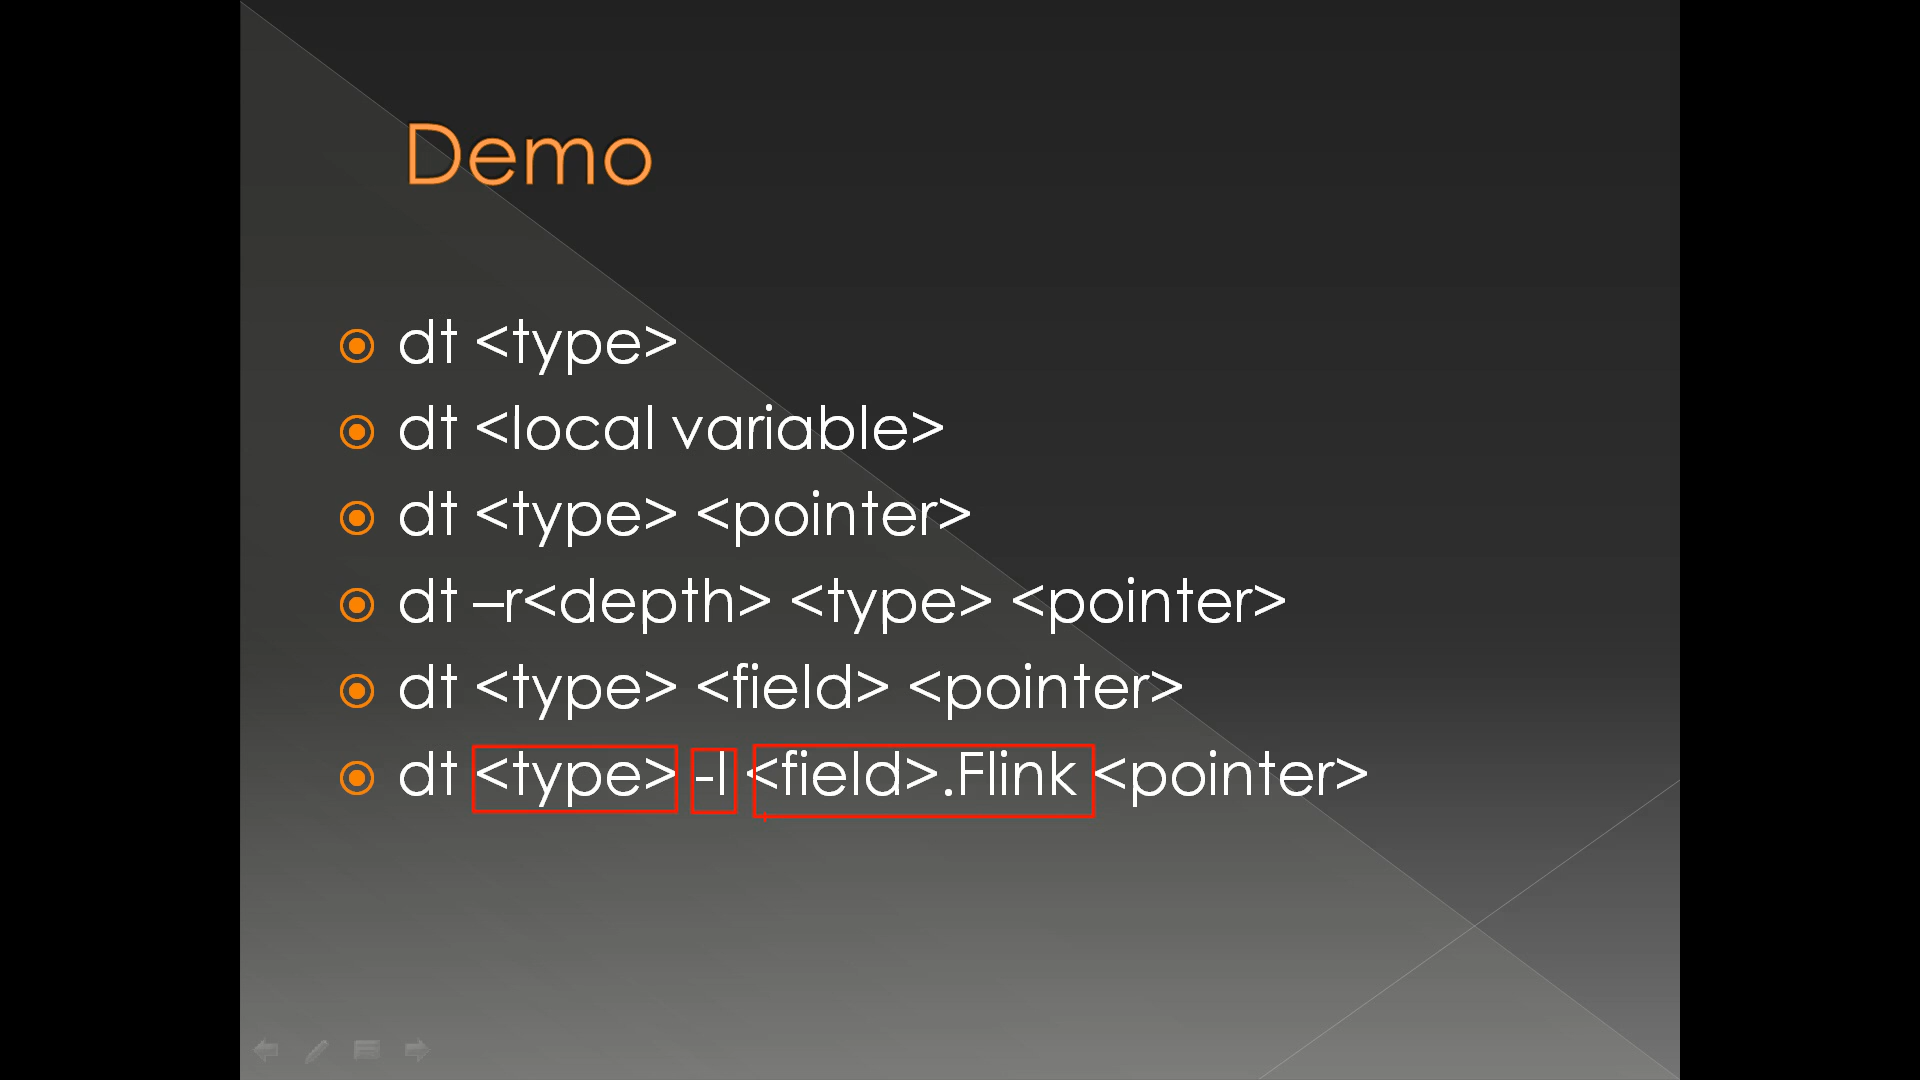 Demo
dt <type>
dt <local variable>
dt <type> <pointer>
dt –r<depth> <type> <pointer>
dt <type> <field> <pointer>
dt <type> -l <field>.Flink <pointer>